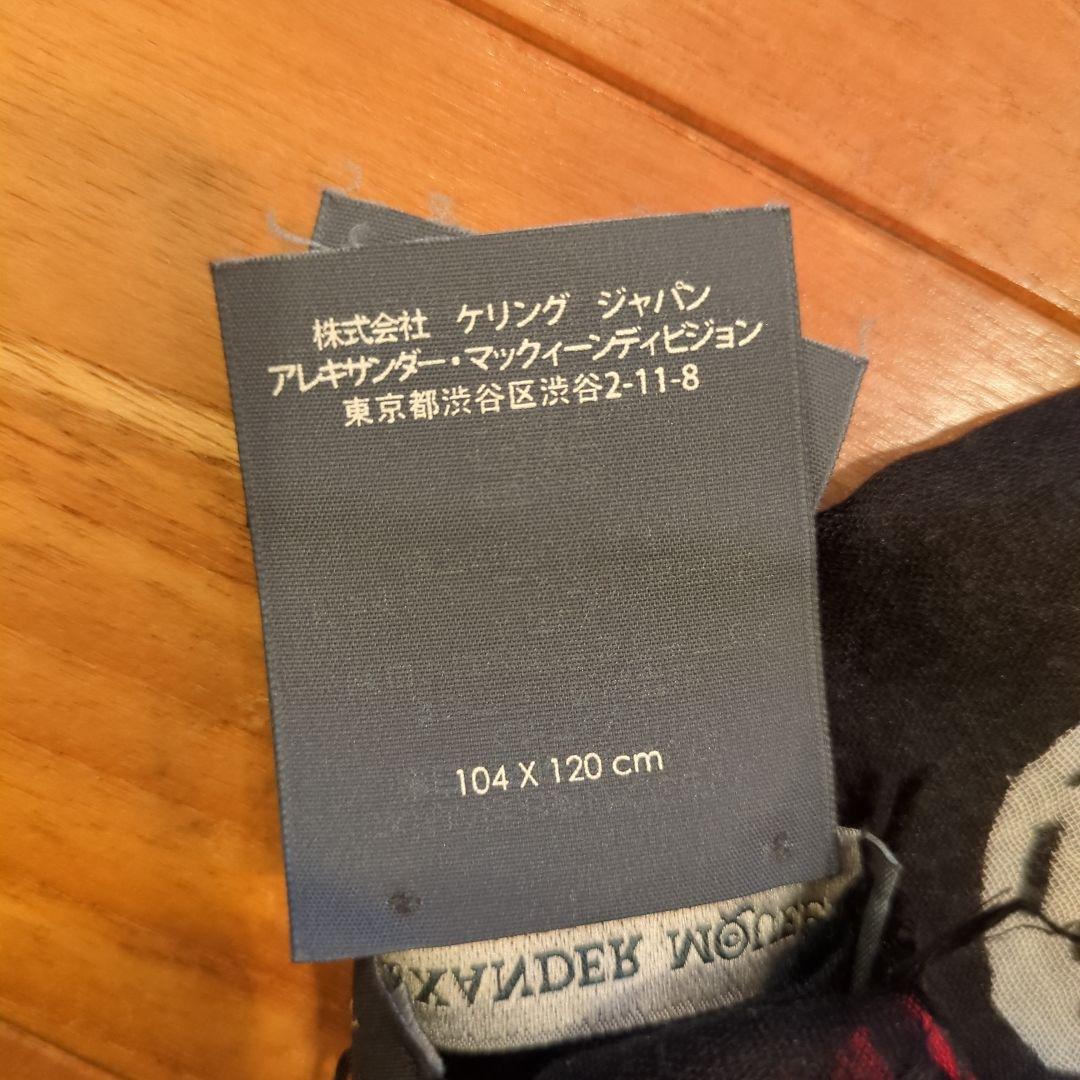 株式会社 ケリング ジャパン
アレキサンダー・マックィーンディビジョン
東京都渋谷区渋谷2-11-8
104 X 120 cm
EXANDER MQUEE